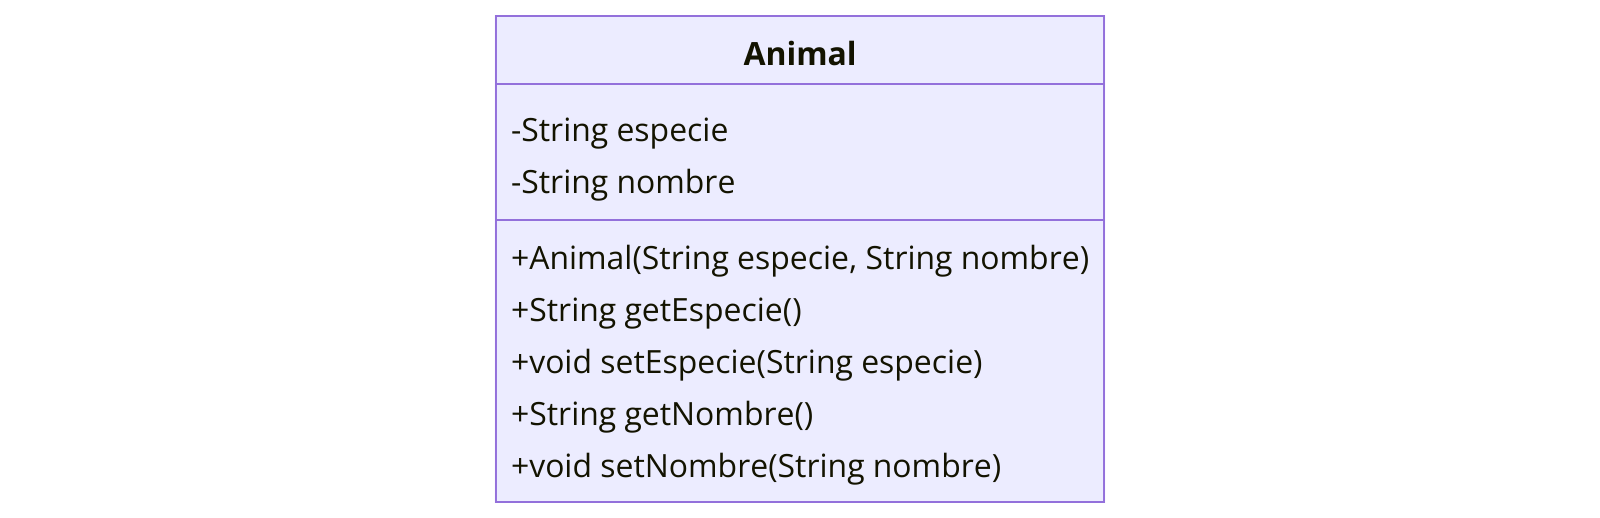 Animal
-String especie
-String nombre
+Animal(String especie, String nombre)
+String getEspecie()
+void setEspecie(String especie)
+String getNombre()
+void setNombre(String nombre)